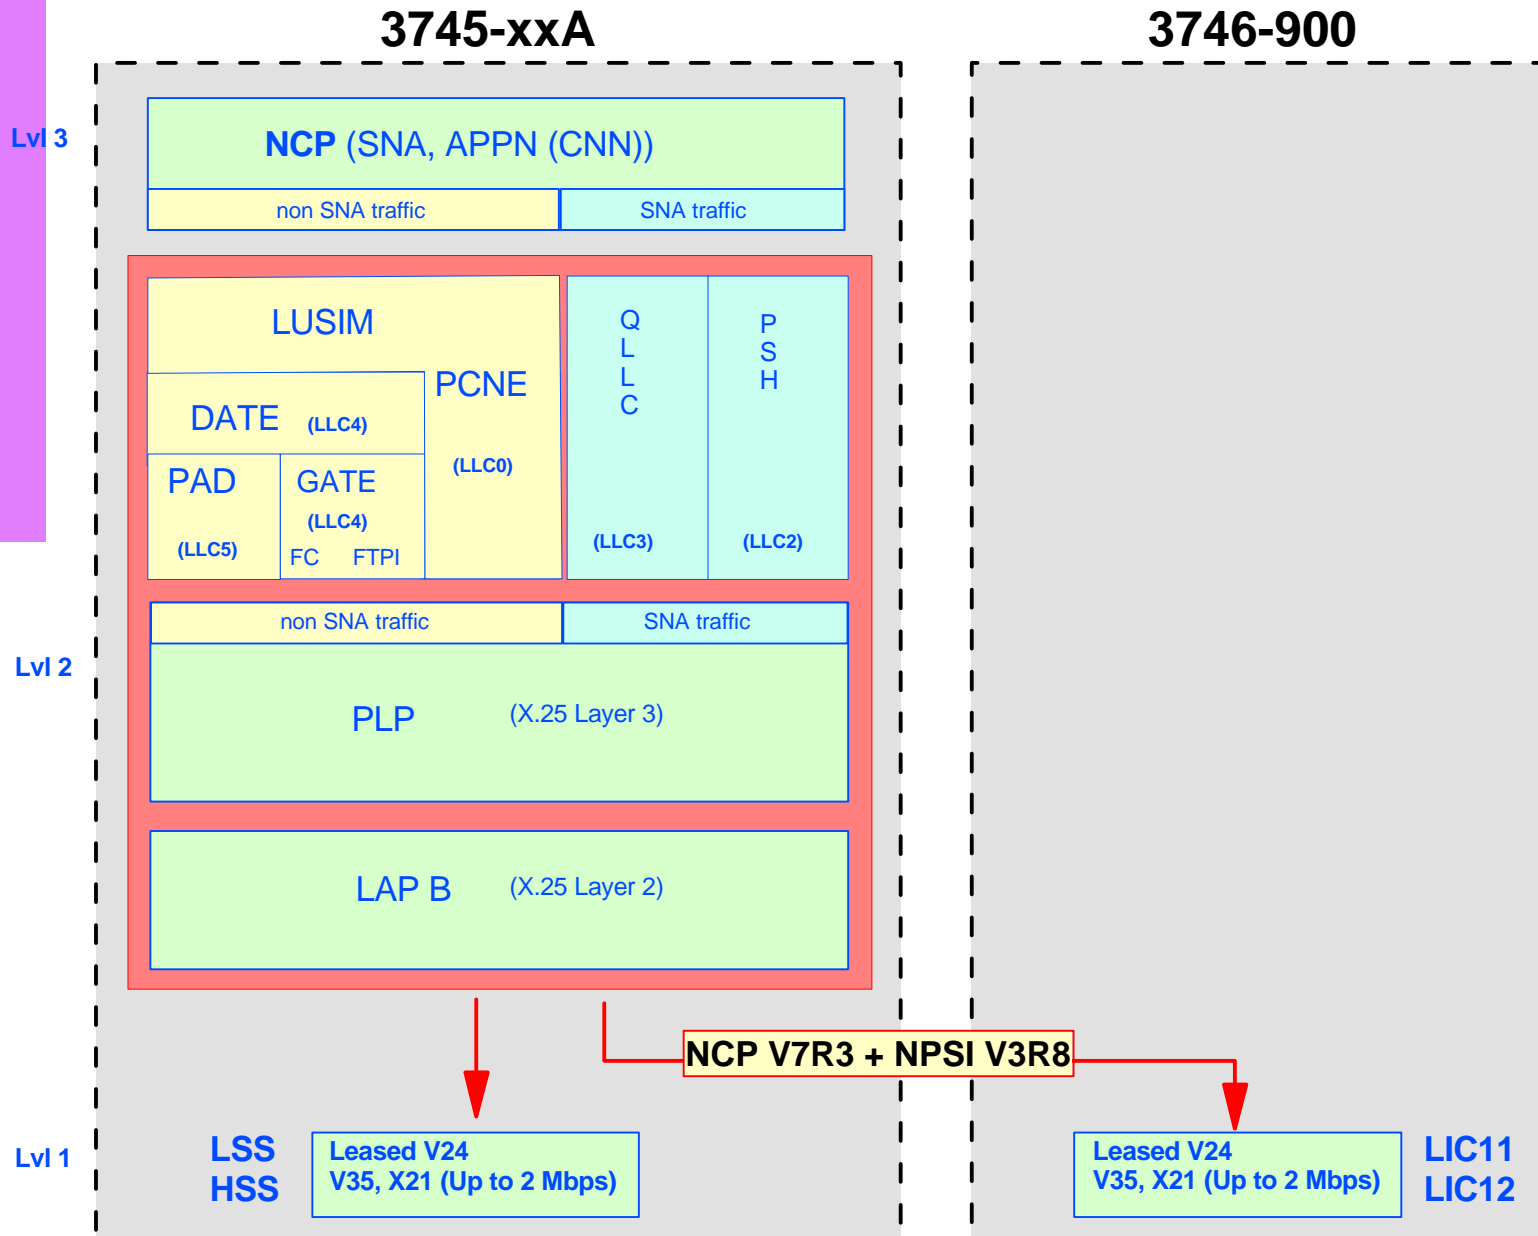 3745-xxA
3746-900
Lvl 3
NCP (SNA, APPN (CNN))
non SNA traffic
SNA traffic
LUSIM
PCNE
(LLC0)
DATE (LLC4)
PAD
(LLC5)
GATE
(LLC4)
FC FTPI
Q
L
L
C
(LLC3)
P
S
H
(LLC2)
non SNA traffic
SNA traffic
Lvl 2
PLP (X.25 Layer 3)
LAP B (X.25 Layer 2)
NCP V7R3 + NPSI V3R8
Lvl 1
LSS
HSS
Leased V24
V35, X21 (Up to 2 Mbps)
Leased V24
V35, X21 (Up to 2 Mbps)
LIC11
LIC12